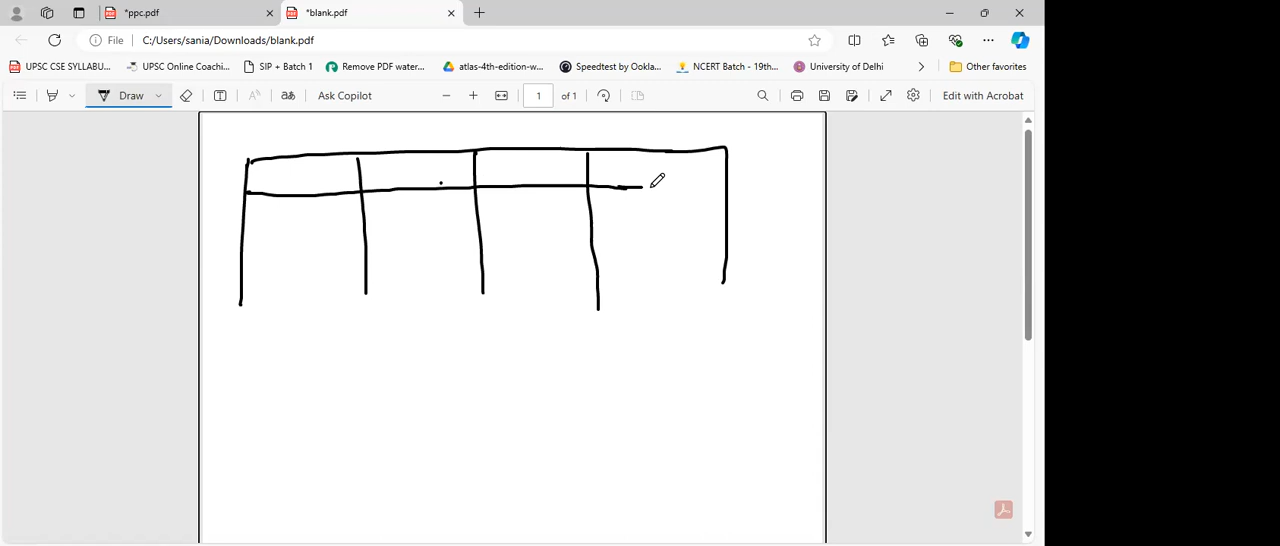 *ppc.pdf
*blank.pdf
File C:/Users/sania/Downloads/blank.pdf
UPSC CSE SYLLABU... UPSC Online Coachi... SIP + Batch 1 Remove PDF water... atlas-4th-edition-w... Speedtest by Ookla... NCERT Batch - 19th... University of Delhi Other favorites
Draw Ask Copilot 1 of 1 Edit with Acrobat